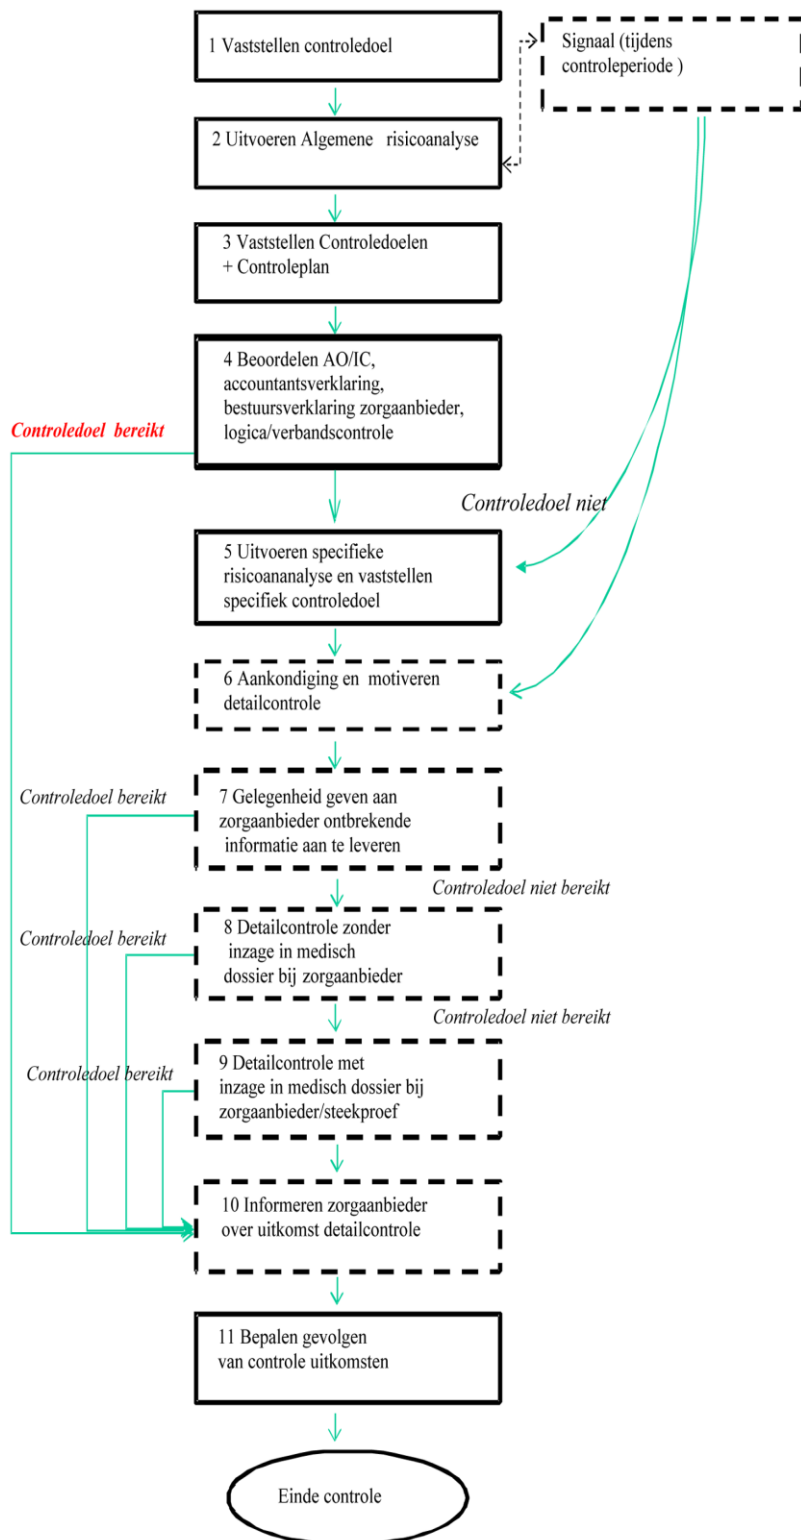 1 Vaststellen controledoel
Signaal (tijdens
controleperiode )
2 Uitvoeren Algemene risicoanalyse
3 Vaststellen Controledoelen
+ Controleplan
4 Beoordelen AO/IC,
accountantsverklaring,
bestuursverklaring zorgaanbieder,
logica/verbandscontrole
Controledoel bereikt
Controledoel niet
5 Uitvoeren specifieke
risicoananalyse en vaststellen
specifiek controledoel
6 Aankondiging en motiveren
detailcontrole
Controledoel bereikt
7 Gelegenheid geven aan
zorgaanbieder ontbrekende
informatie aan te leveren
Controledoel niet bereikt
Controledoel bereikt
8 Detailcontrole zonder
inzage in medisch
dossier bij zorgaanbieder
Controledoel niet bereikt
Controledoel bereikt
9 Detailcontrole met
inzage in medisch dossier bij
zorgaanbieder/steekproef
10 Informeren zorgaanbieder
over uitkomst detailcontrole
11 Bepalen gevolgen
van controle uitkomsten
Einde controle